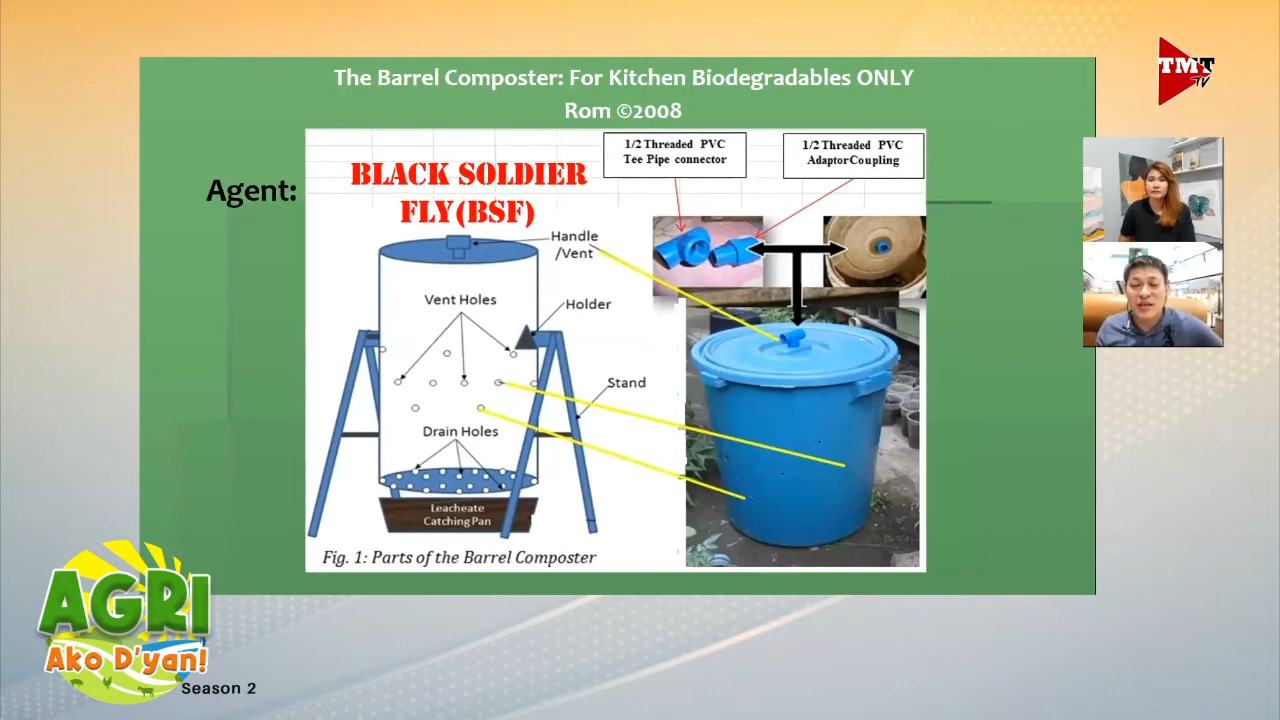 The Barrel Composter: For Kitchen Biodegradables ONLY
Rom ©2008
TMT
TV
1/2 Threaded PVC
Tee Pipe connector
1/2 Threaded PVC
AdaptorCoupling
Agent:
BLACK SOLDIER
FLY(BSF)
Handle
/Vent
Vent Holes
Holder
Stand
Drain Holes
Leacheate
Catching Pan
Fig. 1: Parts of the Barrel Composter
AGRI
Ako D'yan!
Season 2